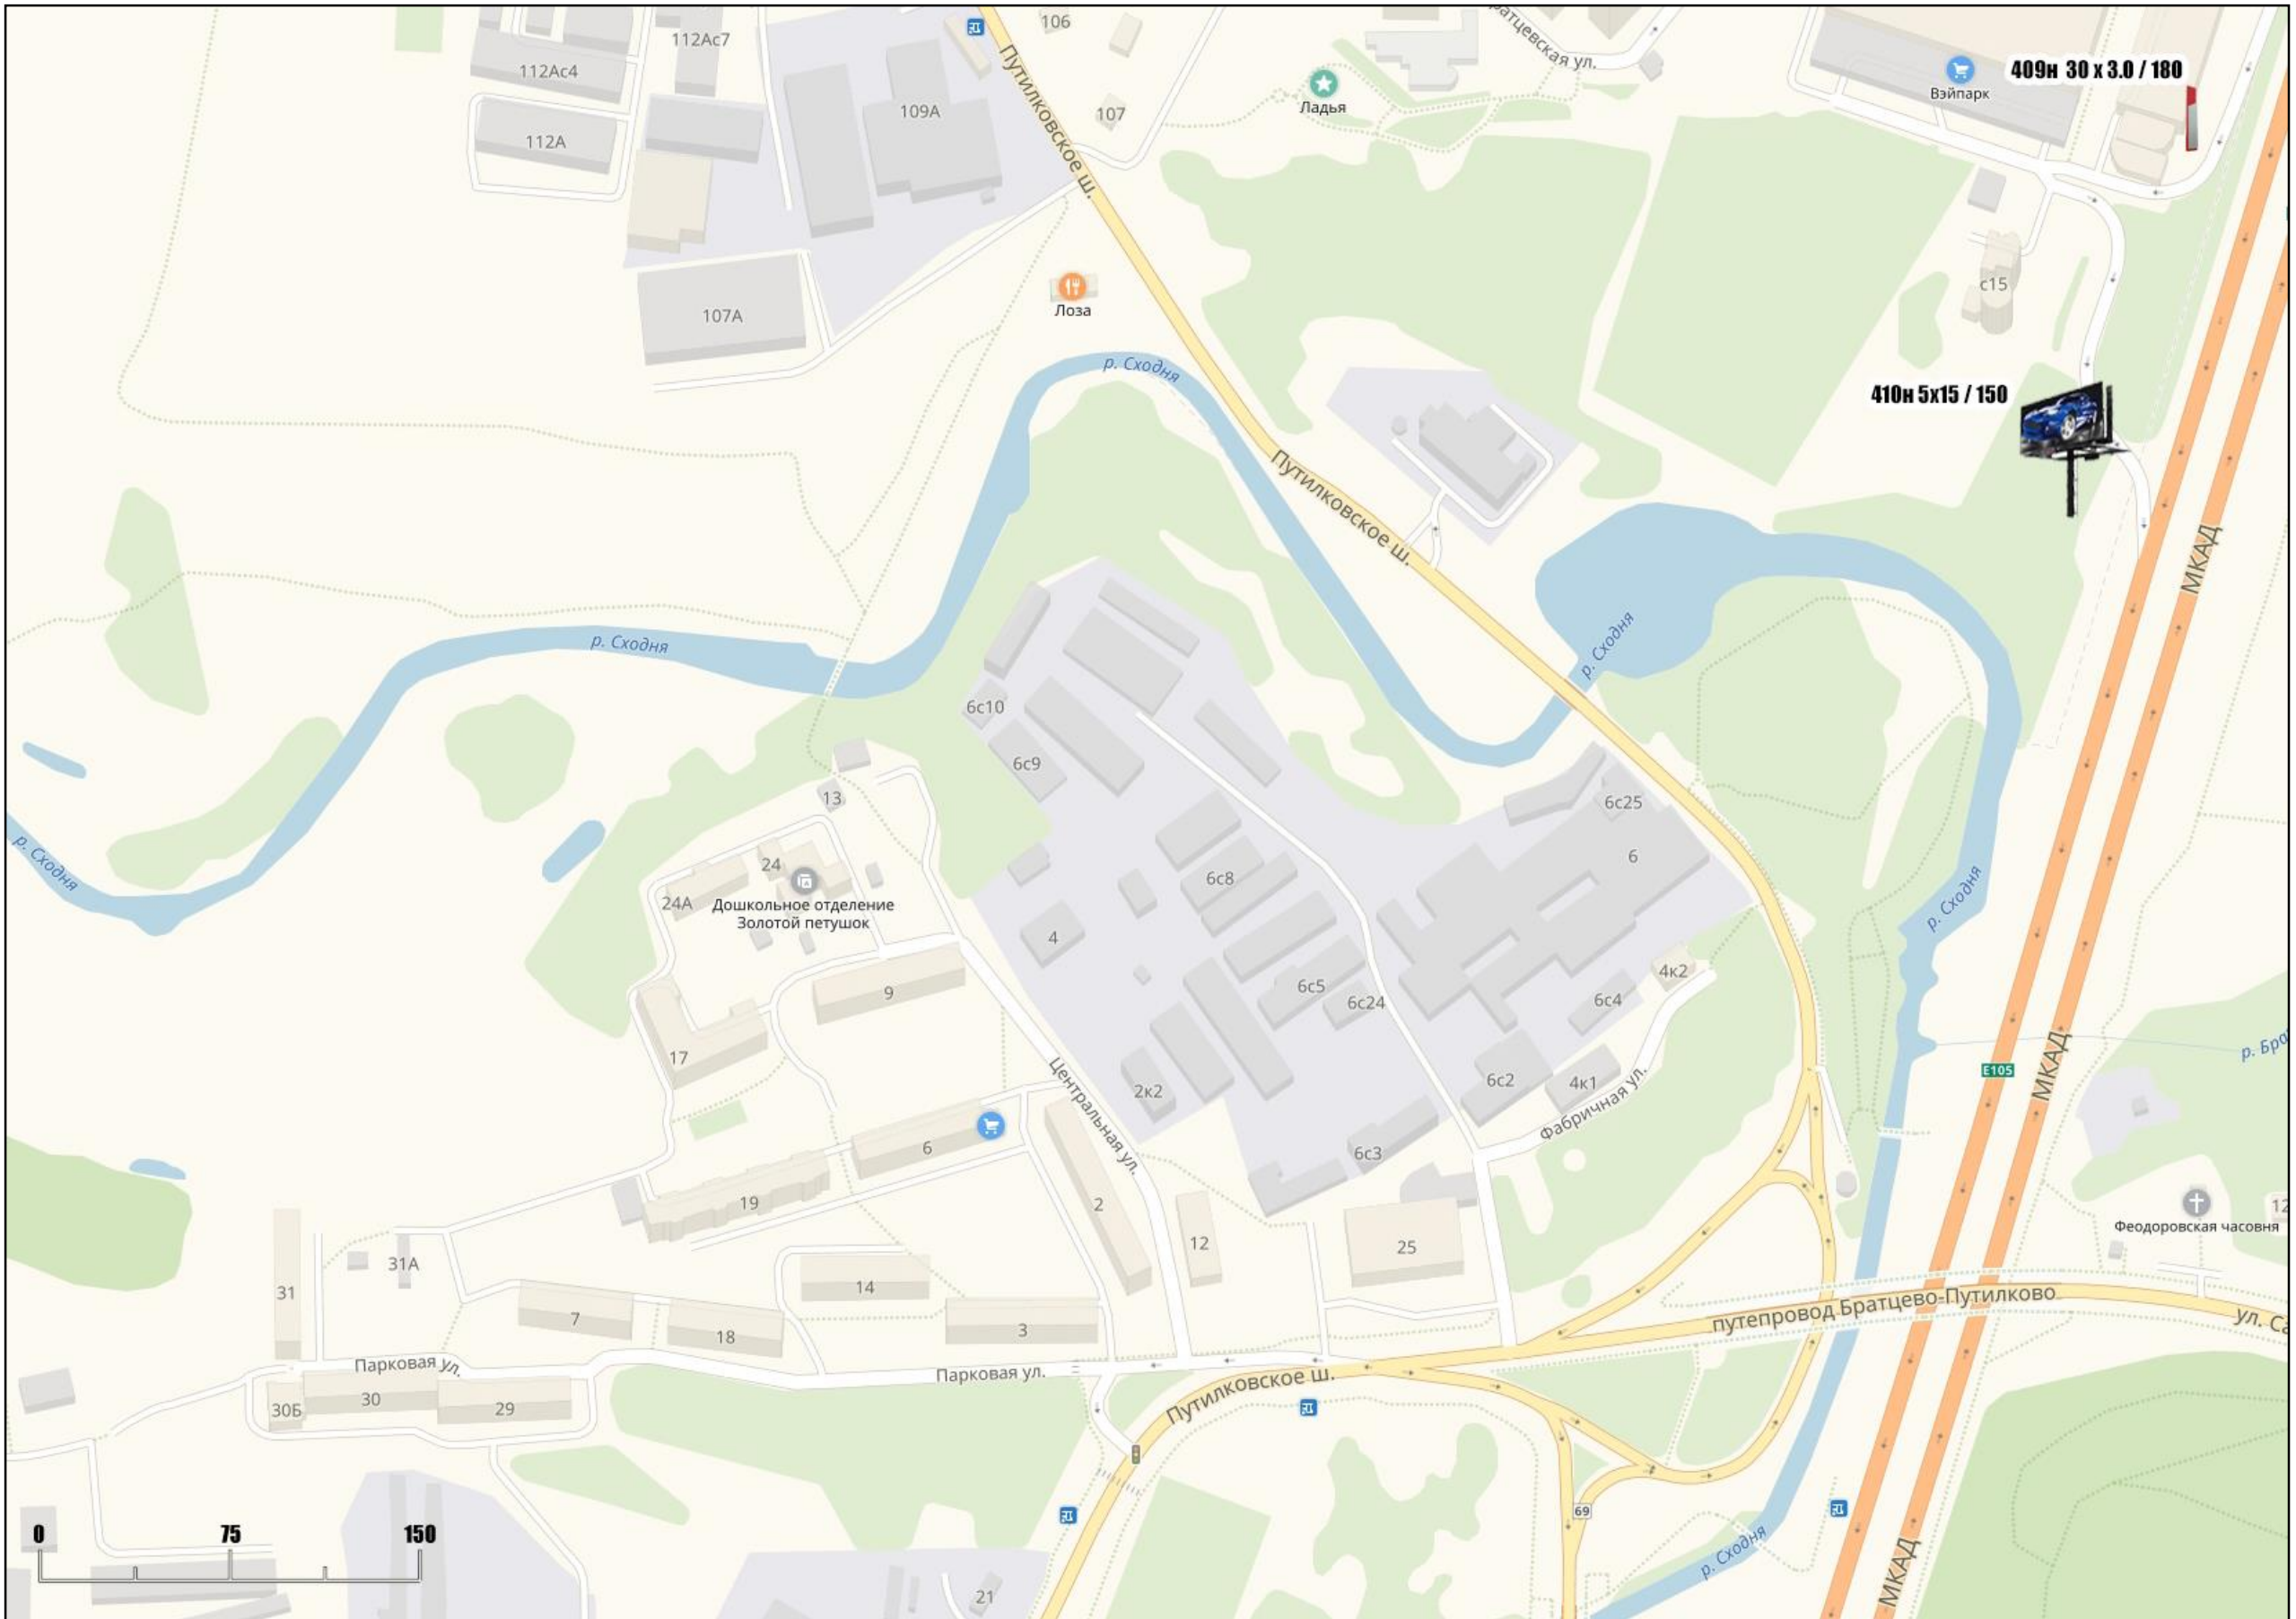 106
112Ас7
Путилковское ш.
ратцевская ул.
409н 30 x 3.0 / 180
112Ас4
109А
Ладья
Вэйпарк
107
112А
с15
Лоза
107А
р. Сходня
410н 5x15 / 150
Путилковское ш.
МКАД
р. Сходня
р. Сходня
6с10
6с9
13
6с25
р. Сходня
24
6
6с8
24А
Дошкольное отделение
Золотой петушок
р. Сходня
4
4к2
9
6с5
6с24
6с4
17
Центральная ул.
р. Бра
E105
МКАД
2к2
6с2
4к1
Фабричная ул.
6
6с3
19
2
12
Феодоровская часовня
12
25
31А
14
31
7
18
3
путепровод Братцево-Путилково
ул. Са
Парковая ул.
Парковая ул.
Путилковское ш.
30Б
30
29
69
0
75
150
р. Сходня
МКАД
21